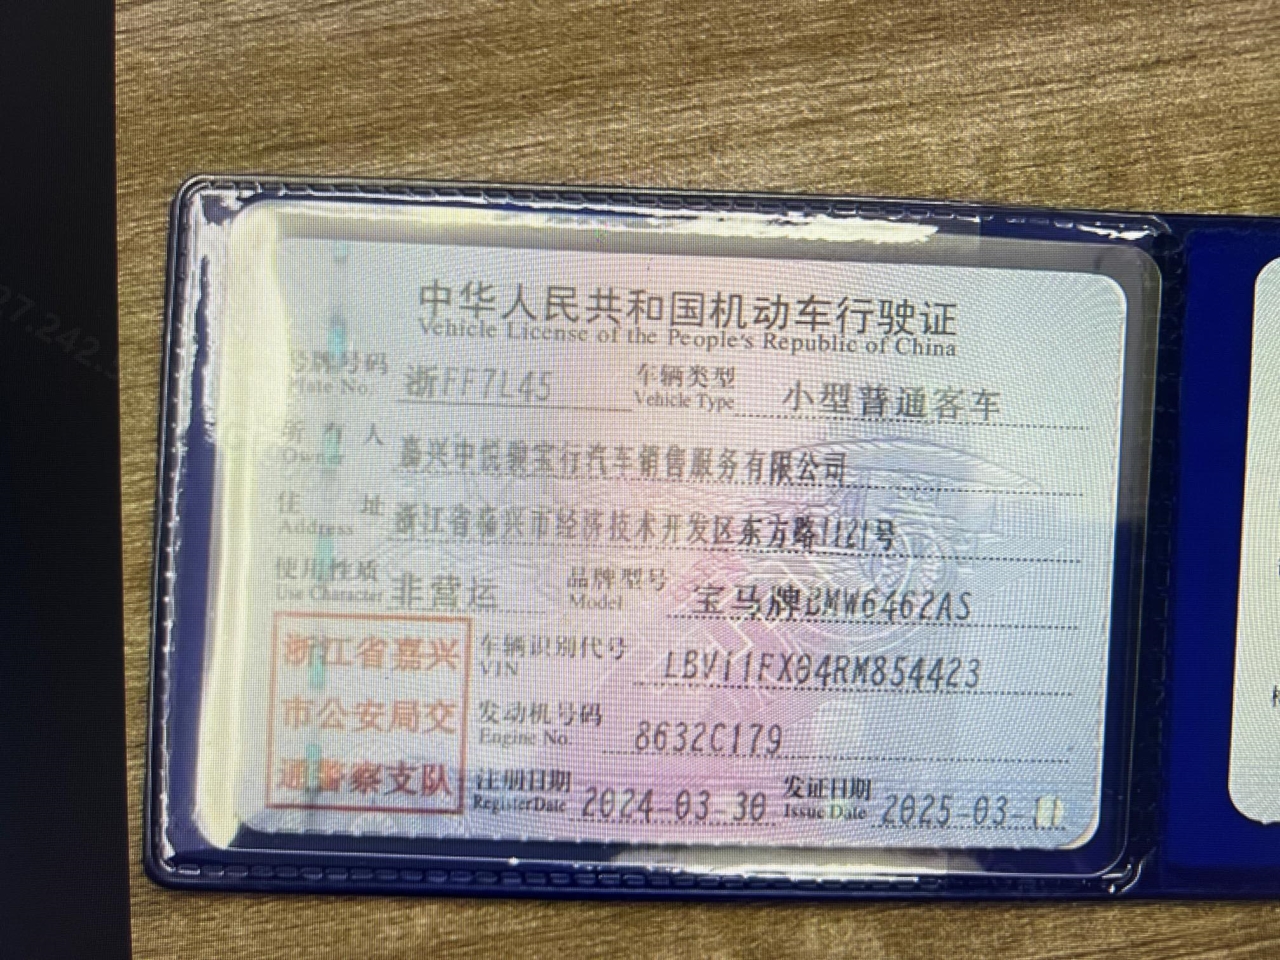 中华人民共和国机动车行驶证
Vehicle License of the People's Republic of China
号牌号码 浙FF7L45 车辆类型 小型普通客车
Plate No. Vehicle Type
所有人 嘉兴中悦骏宝行汽车销售服务有限公司
Owner
住址 浙江省嘉兴市经济技术开发区东方路1121号
Address
使用性质 非营运 品牌型号 宝马牌BMW6462AS
Use Character Model
浙江省嘉兴
市公安局交
通警察支队
车辆识别代号 LBV11FX04RM854423
VIN
发动机号码 8632C179
Engine No.
注册日期 2024-03-30 发证日期 2025-03-11
Register Date Issue Date